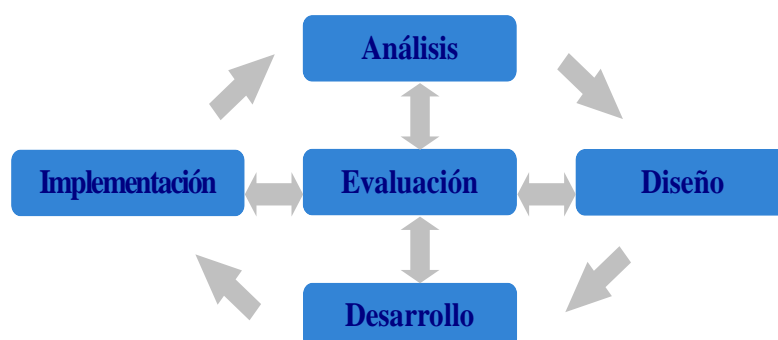 Análisis
Implementación
Evaluación
Diseño
Desarrollo